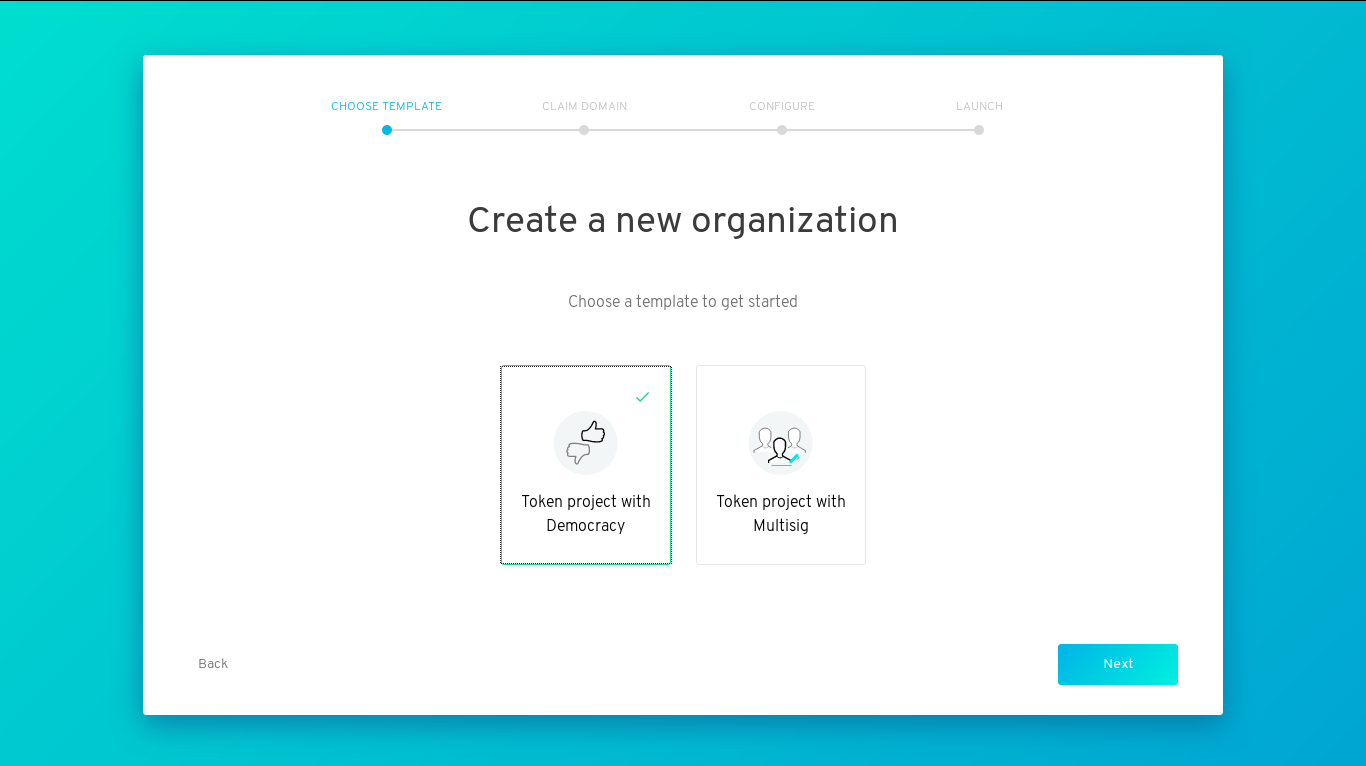 CHOOSE TEMPLATE
CLAIM DOMAIN
CONFIGURE
LAUNCH
Create a new organization
Choose a template to get started
Token project with
Democracy
Token project with
Multisig
Back
Next